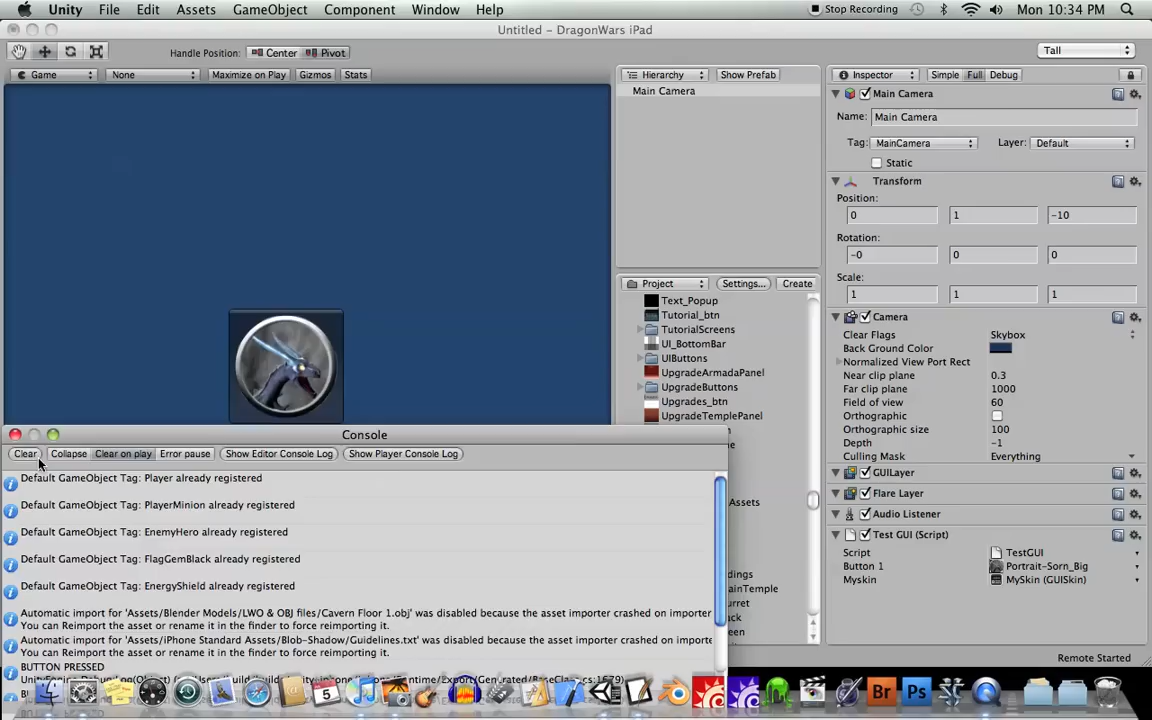 Unity File Edit Assets GameObject Component Window Help Stop Recording Mon 10:34 PM
Untitled – DragonWars iPad
Handle Position: Center Pivot Tall
Game None Maximize on Play Gizmos Stats Hierarchy Show Prefab Inspector Simple Full Debug
Main Camera
Main Camera
Name: Main Camera
Tag: MainCamera Layer: Default
Static
Transform
Position:
0 1 -10
Rotation:
-0 0 0
Scale:
1 1 1
Camera
Clear Flags Skybox
Back Ground Color
Normalized View Port Rect
Near clip plane 0.3
Far clip plane 1000
Field of view 60
Orthographic
Orthographic size 100
Depth -1
Culling Mask Everything
GUILayer
Flare Layer
Audio Listener
Test GUI (Script)
Script TestGUI
Button 1 Portrait-Sorn_Big
Myskin MySkin (GUISkin)
Remote Started
Project Settings... Create
Text_Popup
Tutorial_btn
TutorialScreens
UI_BottomBar
UIButtons
UpgradeArmadaPanel
UpgradeButtons
Upgrades_btn
UpgradeTemplePanel
Assets
Console
Clear Collapse Clear on play Error pause Show Editor Console Log Show Player Console Log
Default GameObject Tag: Player already registered
Default GameObject Tag: PlayerMinion already registered
Default GameObject Tag: EnemyHero already registered
Default GameObject Tag: FlagGemBlack already registered
Default GameObject Tag: EnergyShield already registered
Automatic import for 'Assets/Blender Models/LWO & OBJ files/Cavern Floor 1.obj' was disabled because the asset importer crashed on importer
You can Reimport the asset or rename it in the finder to force reimporting it.
Automatic import for 'Assets/iPhone Standard Assets/Blob-Shadow/Guidelines.txt' was disabled because the asset importer crashed on importe
You can Reimport the asset or rename it in the finder to force reimporting it.
BUTTON PRESSED
5
Br Ps